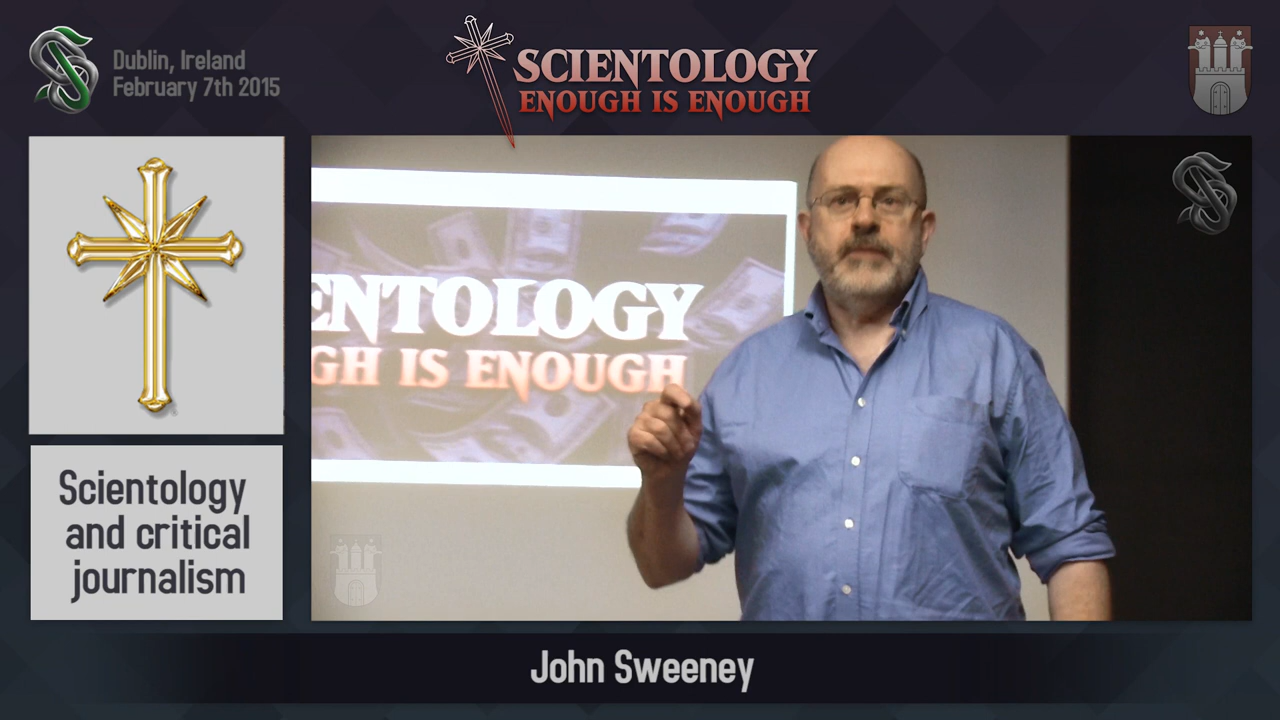 Dublin, Ireland
February 7th 2015
SCIENTOLOGY
ENOUGH IS ENOUGH
ENTOLOGY
GH IS ENOUGH
Scientology
and critical
journalism
John Sweeney